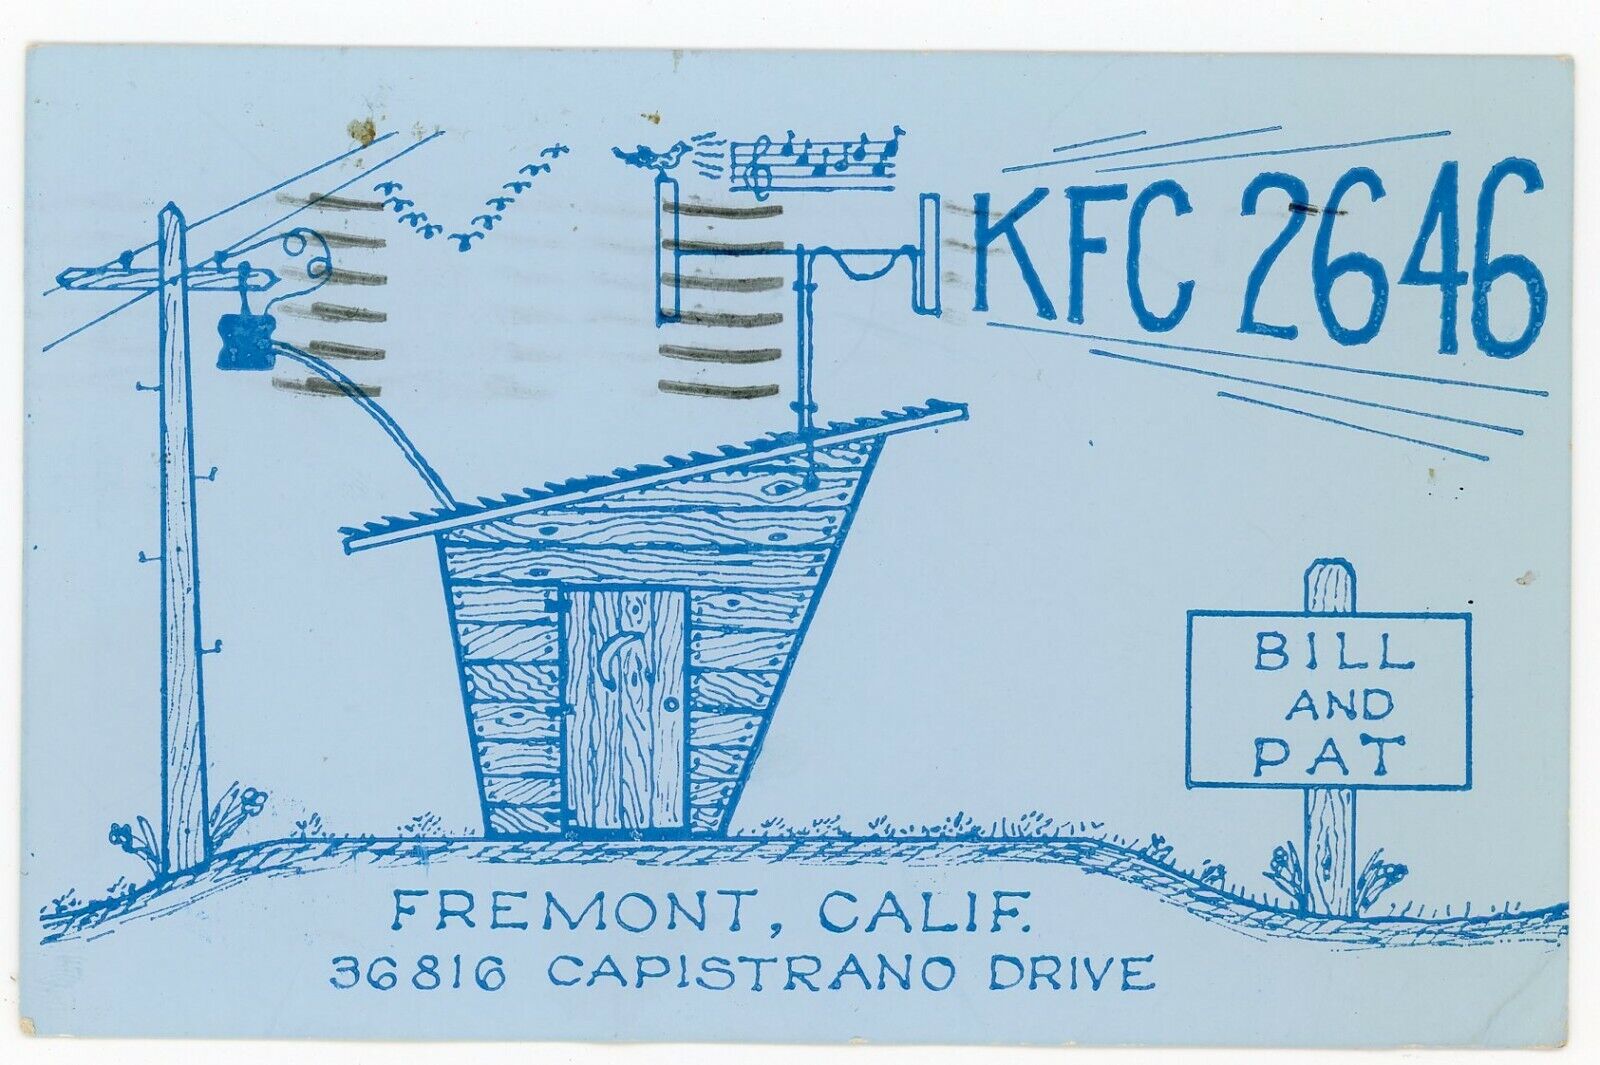 KFC 2646
BILL
AND
PAT
FREMONT, CALIF.
36816 CAPISTRANO DRIVE